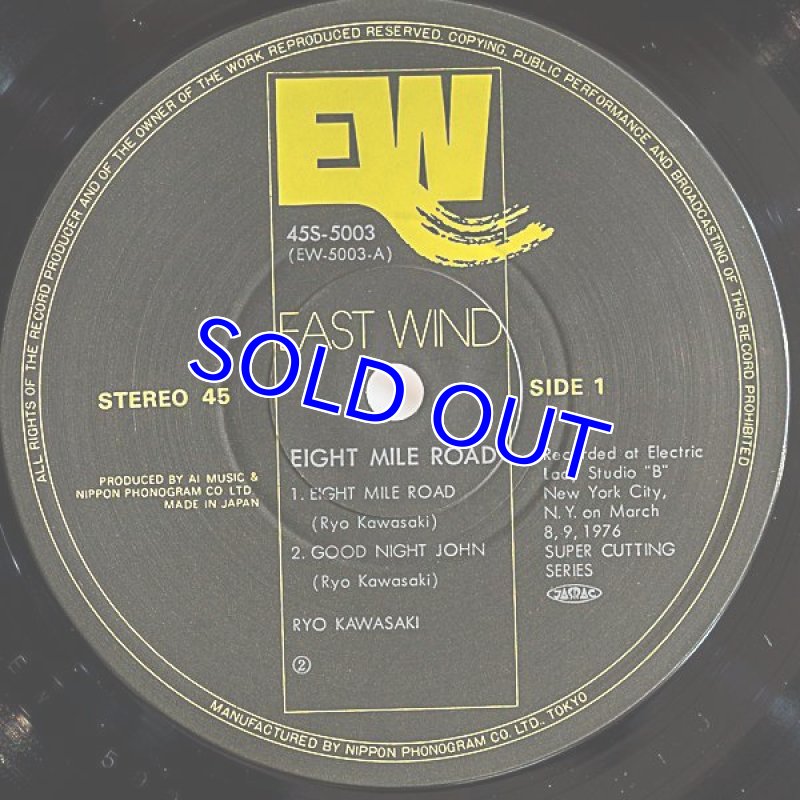 ALL RIGHTS OF THE RECORD PRODUCER AND OF THE OWNER OF THE WORK REPRODUCED RESERVED. COPYING, PUBLIC PERFORMANCE AND BROADCASTING OF THIS RECORD PROHIBITED
EW
45S-5003
(EW-5003-A)
EAST WIND
SOLD OUT
STEREO 45
SIDE 1
PRODUCED BY AI MUSIC &
NIPPON PHONOGRAM CO. LTD.
MADE IN JAPAN
EIGHT MILE ROAD
1. EIGHT MILE ROAD
(Ryo Kawasaki)
2. GOOD NIGHT JOHN
(Ryo Kawasaki)
RYO KAWASAKI
②
Recorded at Electric
Lady Studio "B"
New York City,
N.Y. on March
8, 9, 1976
SUPER CUTTING
SERIES
JASRAC
MANUFACTURED BY NIPPON PHONOGRAM CO. LTD. TOKYO